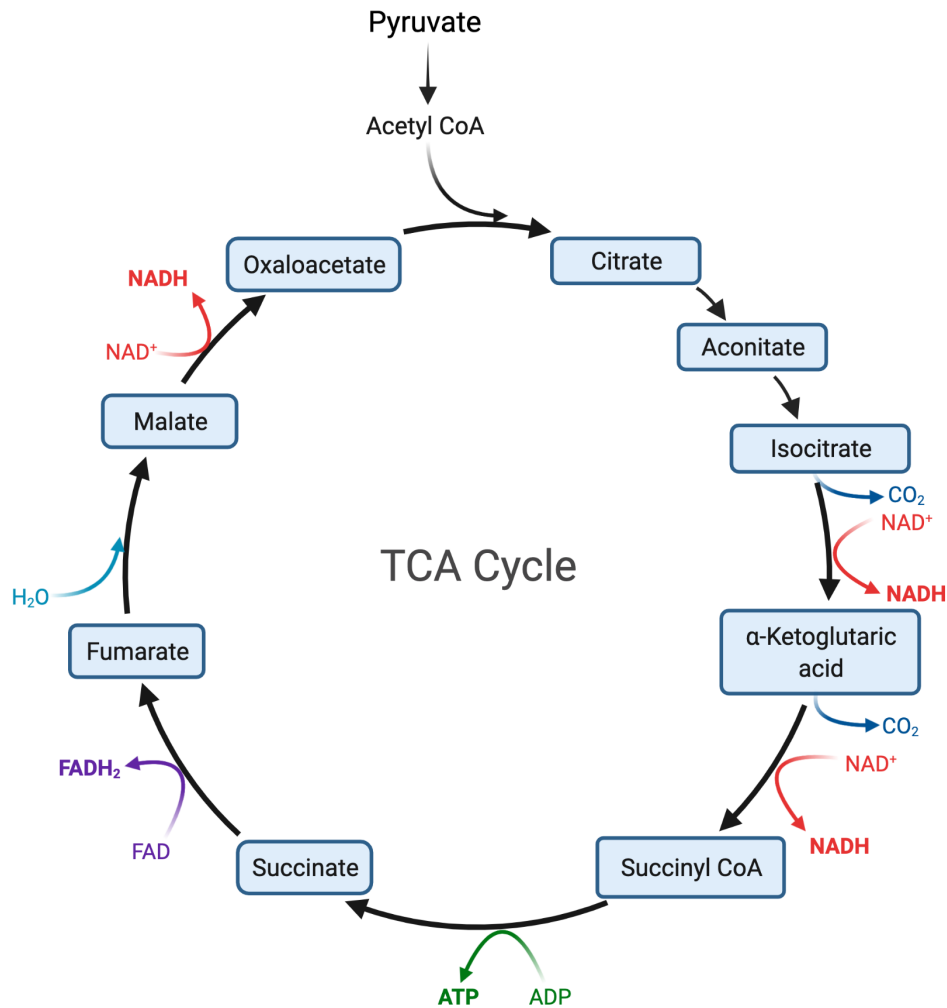 Pyruvate
Acetyl CoA
Oxaloacetate
Citrate
NADH
NAD⁺
Aconitate
Malate
Isocitrate
CO₂
NAD⁺
NADH
TCA Cycle
H₂O
Fumarate
α-Ketoglutaric
acid
CO₂
NAD⁺
NADH
FADH₂
FAD
Succinate
Succinyl CoA
ATP
ADP